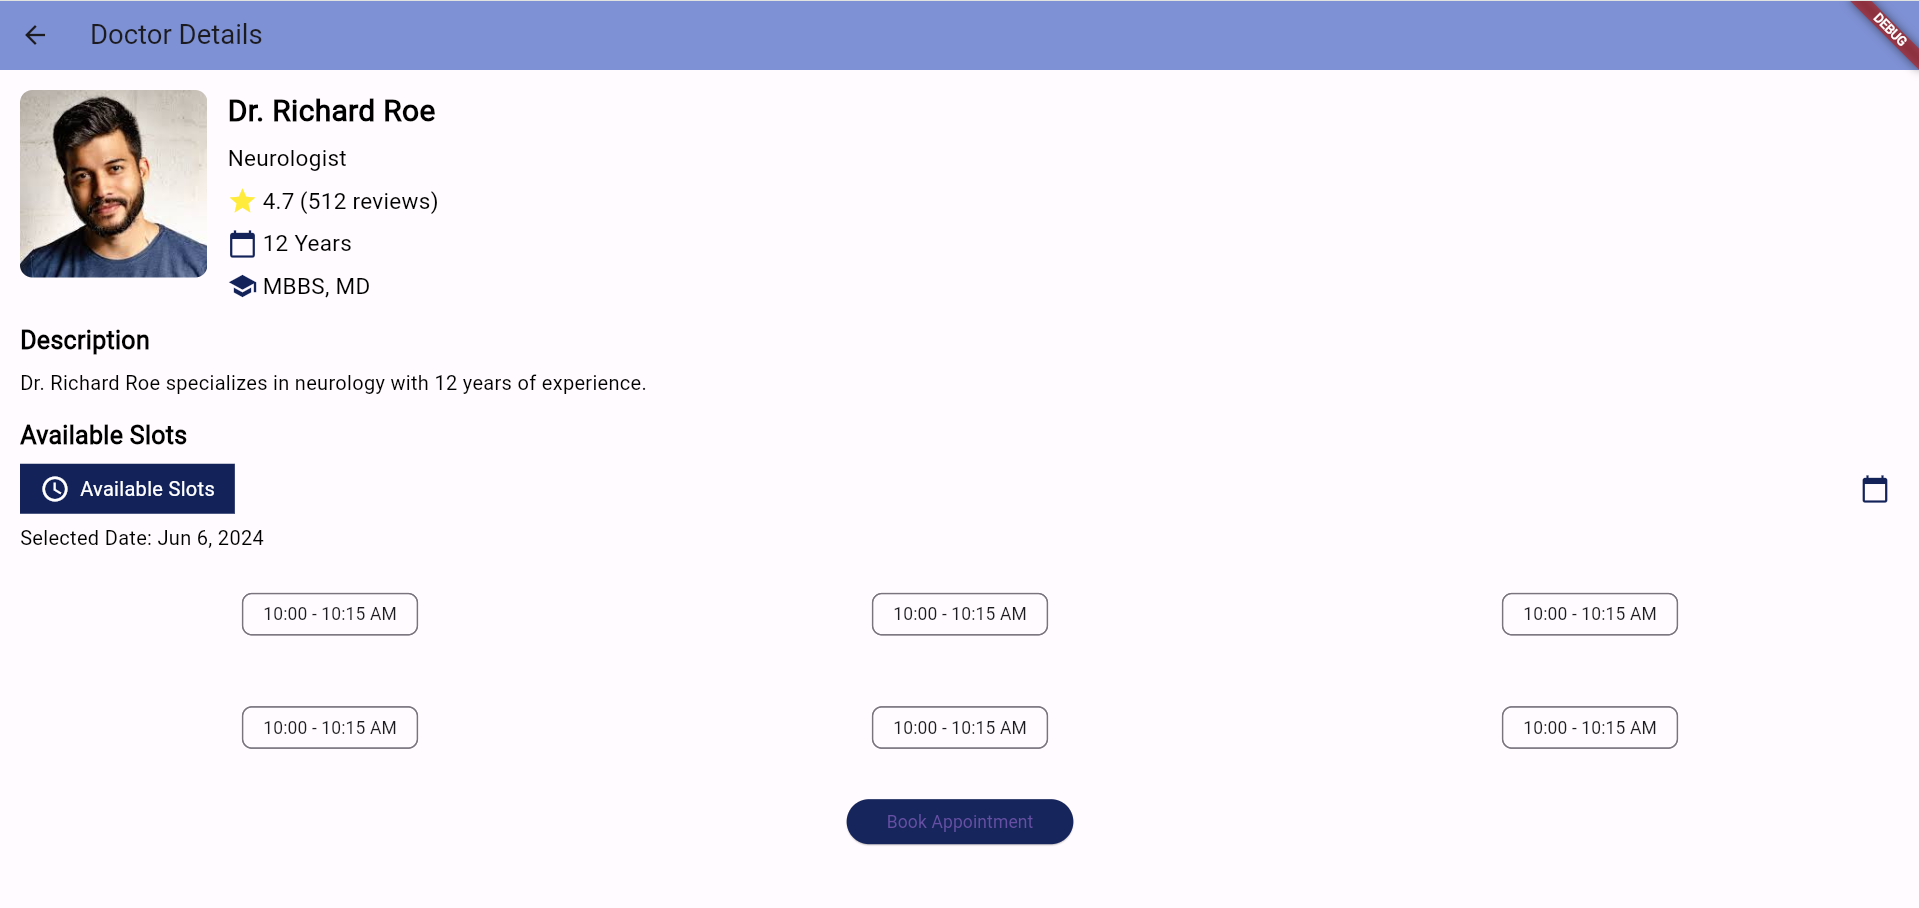 Doctor Details
DEBUG
Dr. Richard Roe
Neurologist
4.7 (512 reviews)
12 Years
MBBS, MD
Description
Dr. Richard Roe specializes in neurology with 12 years of experience.
Available Slots
Available Slots
Selected Date: Jun 6, 2024
10:00 - 10:15 AM
10:00 - 10:15 AM
10:00 - 10:15 AM
10:00 - 10:15 AM
10:00 - 10:15 AM
10:00 - 10:15 AM
Book Appointment